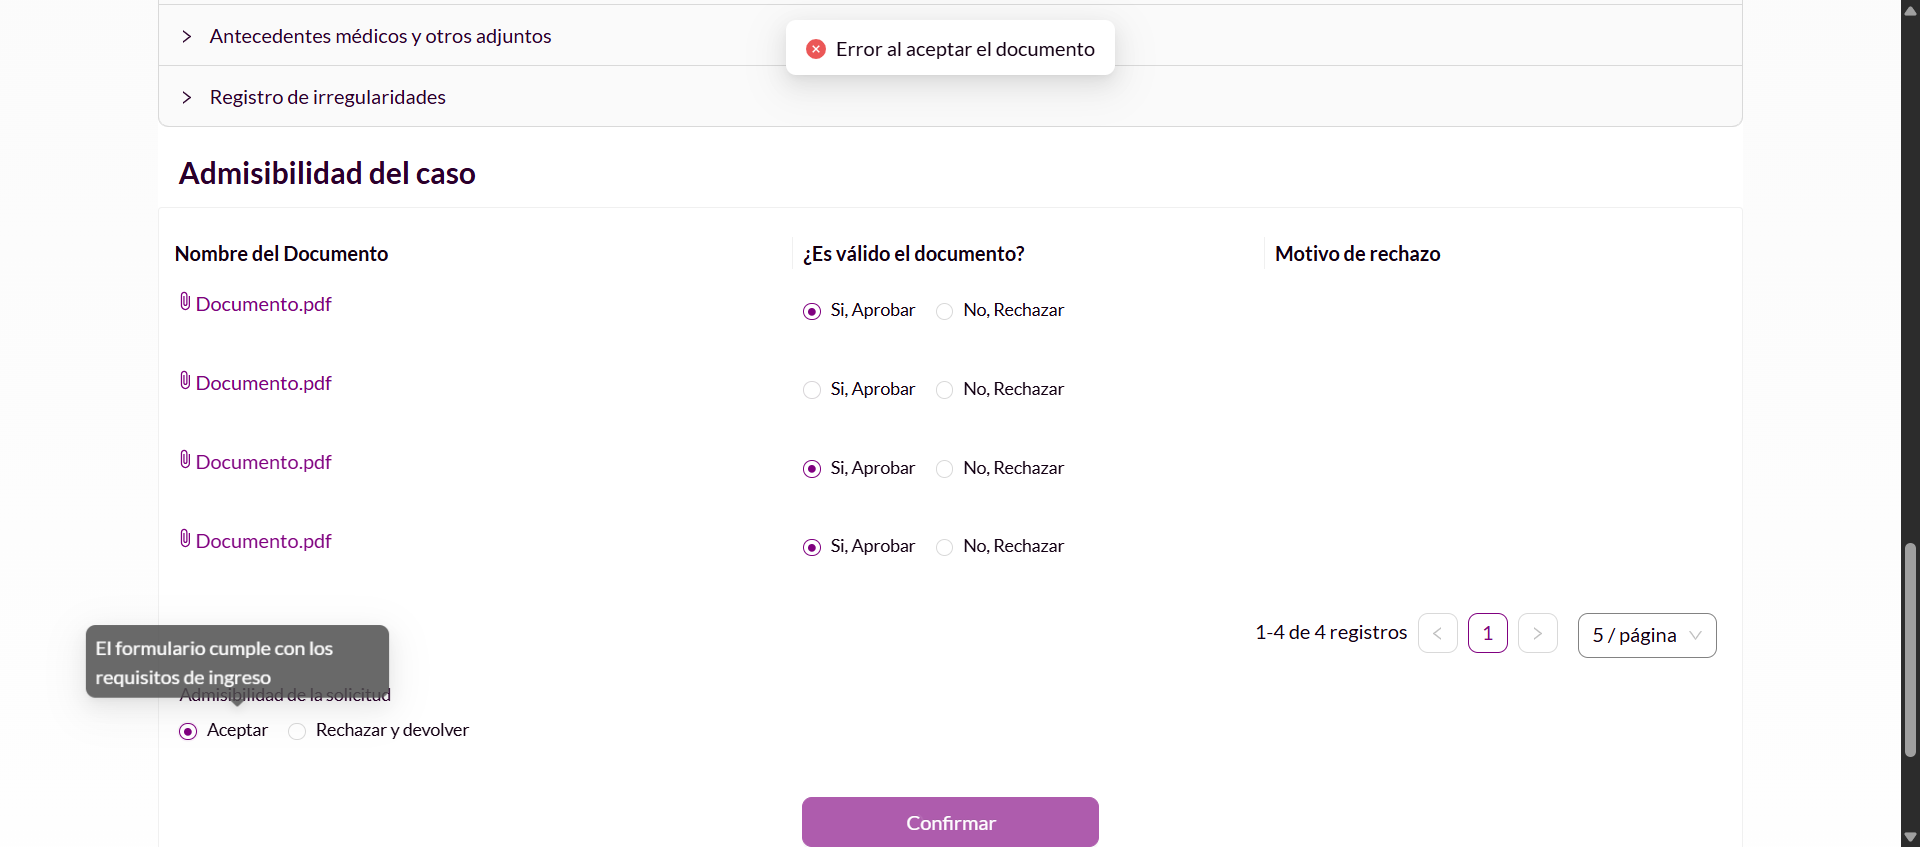 Antecedentes médicos y otros adjuntos
Error al aceptar el documento
Registro de irregularidades
Admisibilidad del caso
Nombre del Documento
¿Es válido el documento?
Motivo de rechazo
Documento.pdf
Si, Aprobar
No, Rechazar
Documento.pdf
Si, Aprobar
No, Rechazar
Documento.pdf
Si, Aprobar
No, Rechazar
Documento.pdf
Si, Aprobar
No, Rechazar
1-4 de 4 registros
1
5 / página
El formulario cumple con los
requisitos de ingreso
Admisibilidad de la solicitud
Aceptar
Rechazar y devolver
Confirmar